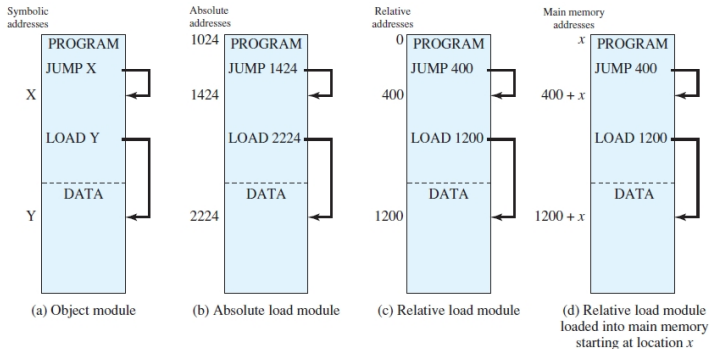 Symbolic
addresses
PROGRAM
JUMP X
X
LOAD Y
DATA
Y
(a) Object module
Absolute
addresses
1024
PROGRAM
JUMP 1424
1424
LOAD 2224
DATA
2224
(b) Absolute load module
Relative
addresses
0
PROGRAM
JUMP 400
400
LOAD 1200
DATA
1200
(c) Relative load module
Main memory
addresses
x
PROGRAM
JUMP 400
400 + x
LOAD 1200
DATA
1200 + x
(d) Relative load module
loaded into main memory
starting at location x